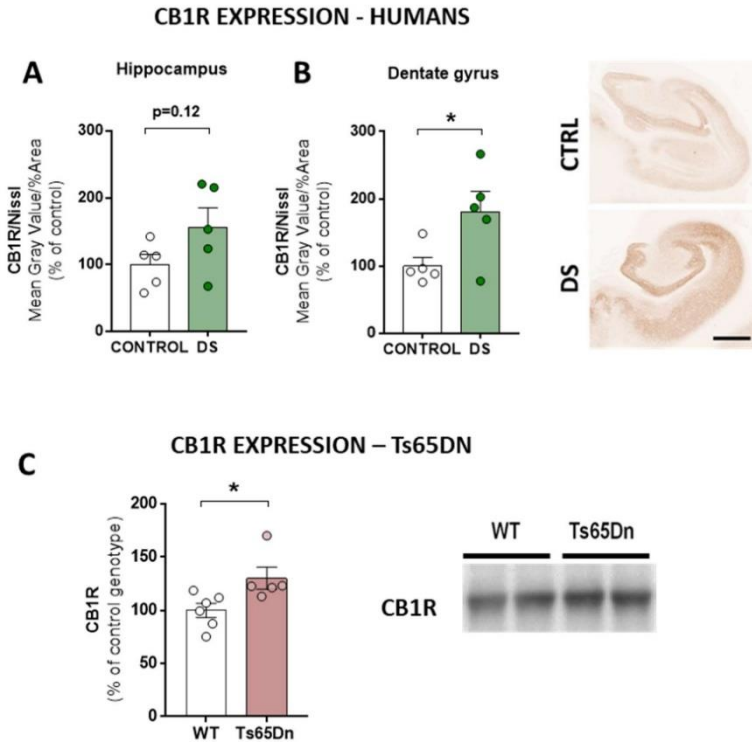 CB1R EXPRESSION - HUMANS
A
Hippocampus
p=0.12
300
200
100
0
CB1R/Nissl
Mean Gray Value/%Area
(% of control)
CONTROL DS
B
Dentate gyrus
*
300
200
100
0
CB1R/Nissl
Mean Gray Value/%Area
(% of control)
CONTROL DS
CTRL
DS
CB1R EXPRESSION – Ts65DN
C
*
200
150
100
50
0
CB1R
(% of control genotype)
WT Ts65Dn
WT Ts65Dn
CB1R